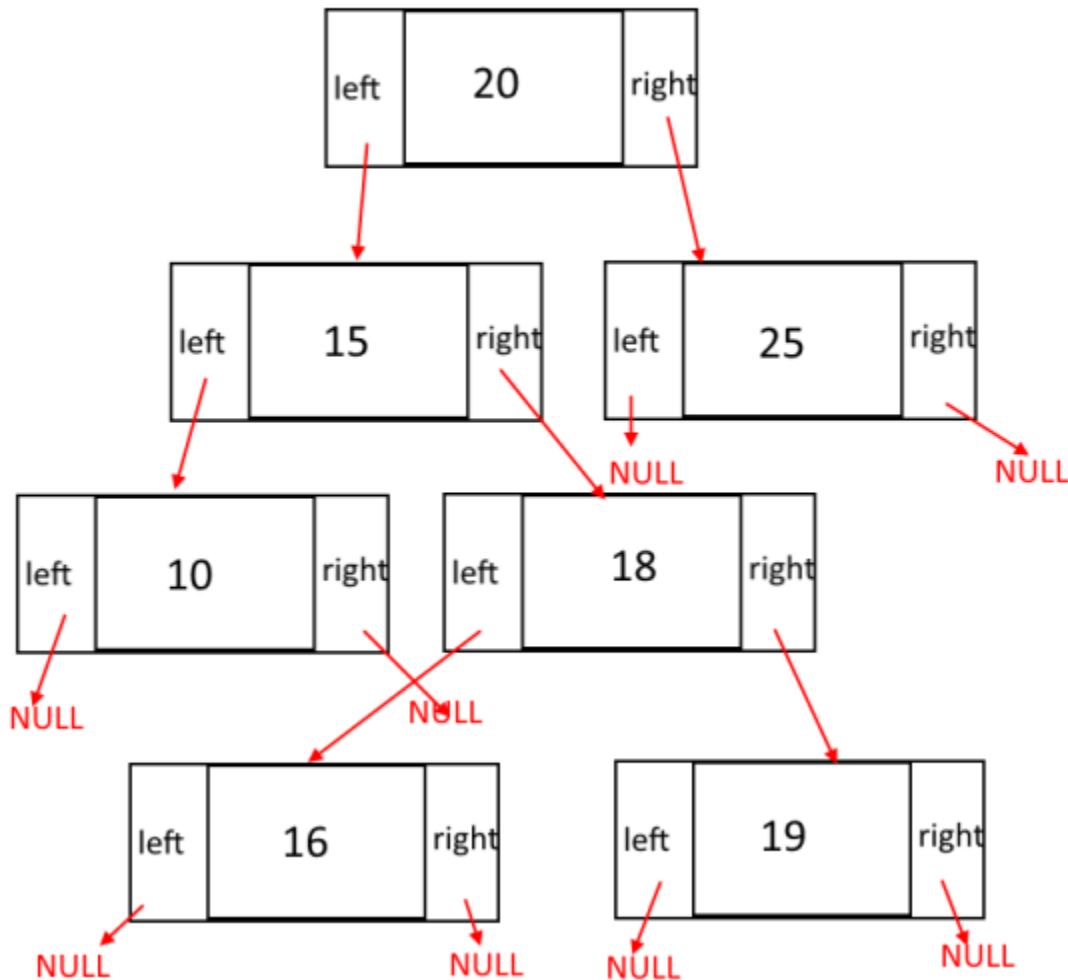 left 20 right
left 15 right
left 25 right
NULL NULL
left 10 right
left 18 right
NULL NULL
left 16 right
left 19 right
NULL NULL NULL NULL